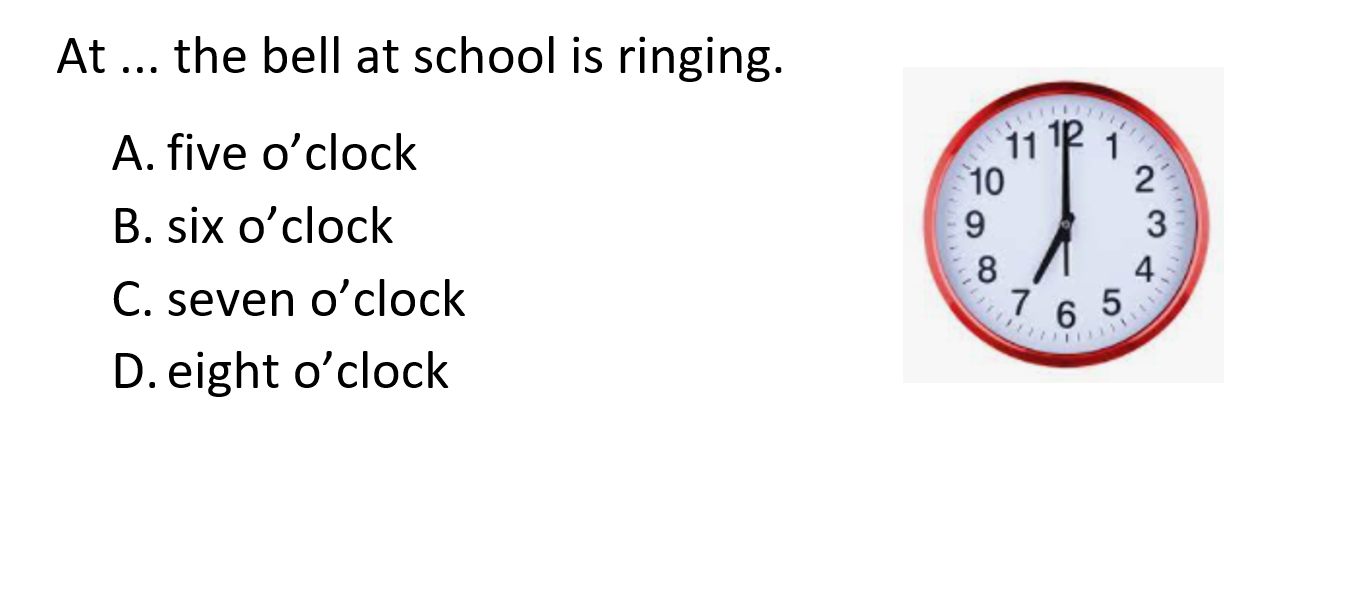 At ... the bell at school is ringing.
A. five o’clock
B. six o’clock
C. seven o’clock
D. eight o’clock
12
11 1
10 2
9 3
8 4
7 5
6